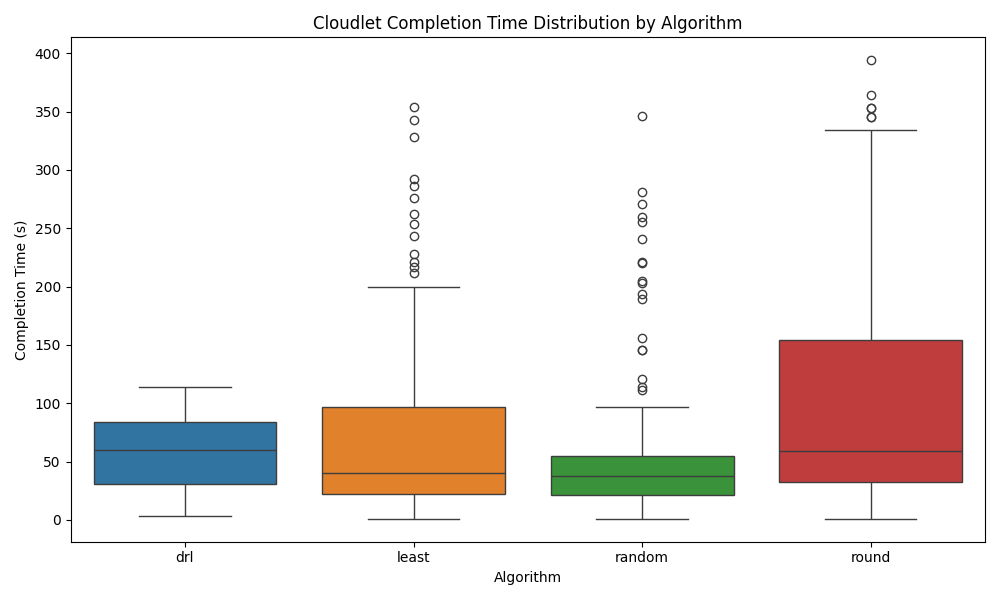 Cloudlet Completion Time Distribution by Algorithm
Completion Time (s)
400
350
300
250
200
150
100
50
0
drl
least
random
round
Algorithm